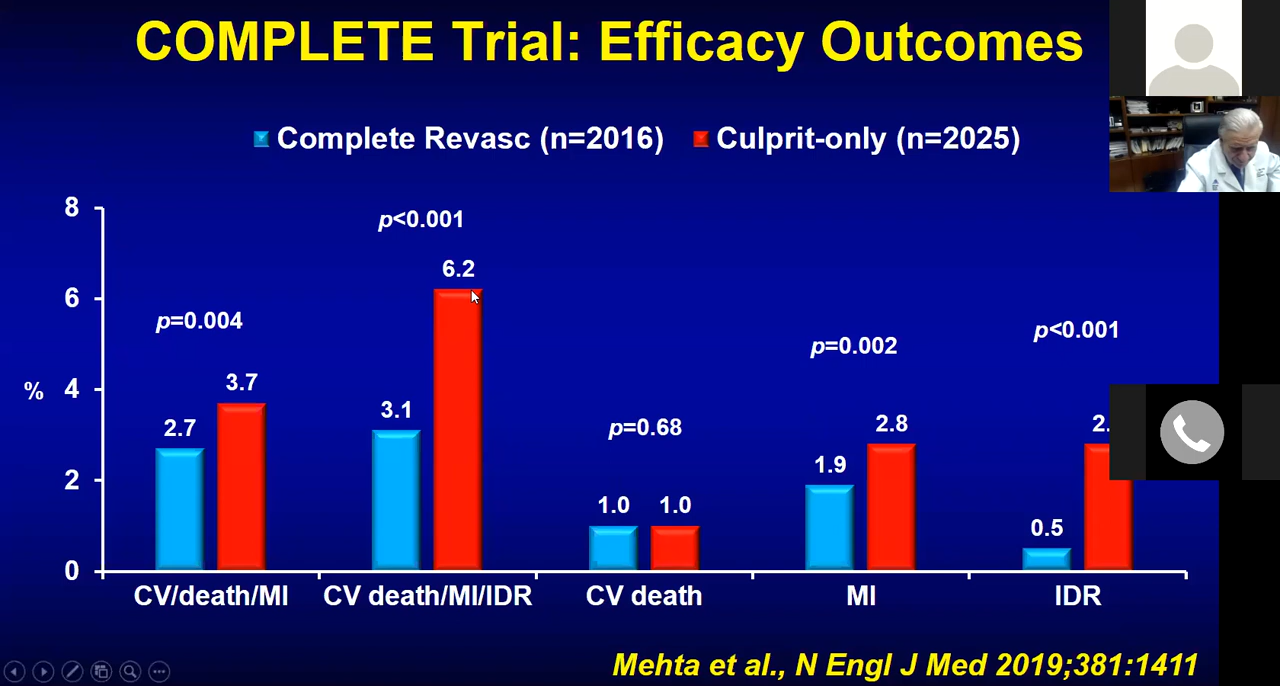 COMPLETE Trial: Efficacy Outcomes
Complete Revasc (n=2016) Culprit-only (n=2025)
8
6
4
2
0
%
p=0.004
2.7
3.7
p<0.001
3.1
6.2
p=0.68
1.0
1.0
p=0.002
1.9
2.8
p<0.001
0.5
2.
CV/death/MI CV death/MI/IDR CV death MI IDR
Mehta et al., N Engl J Med 2019;381:1411